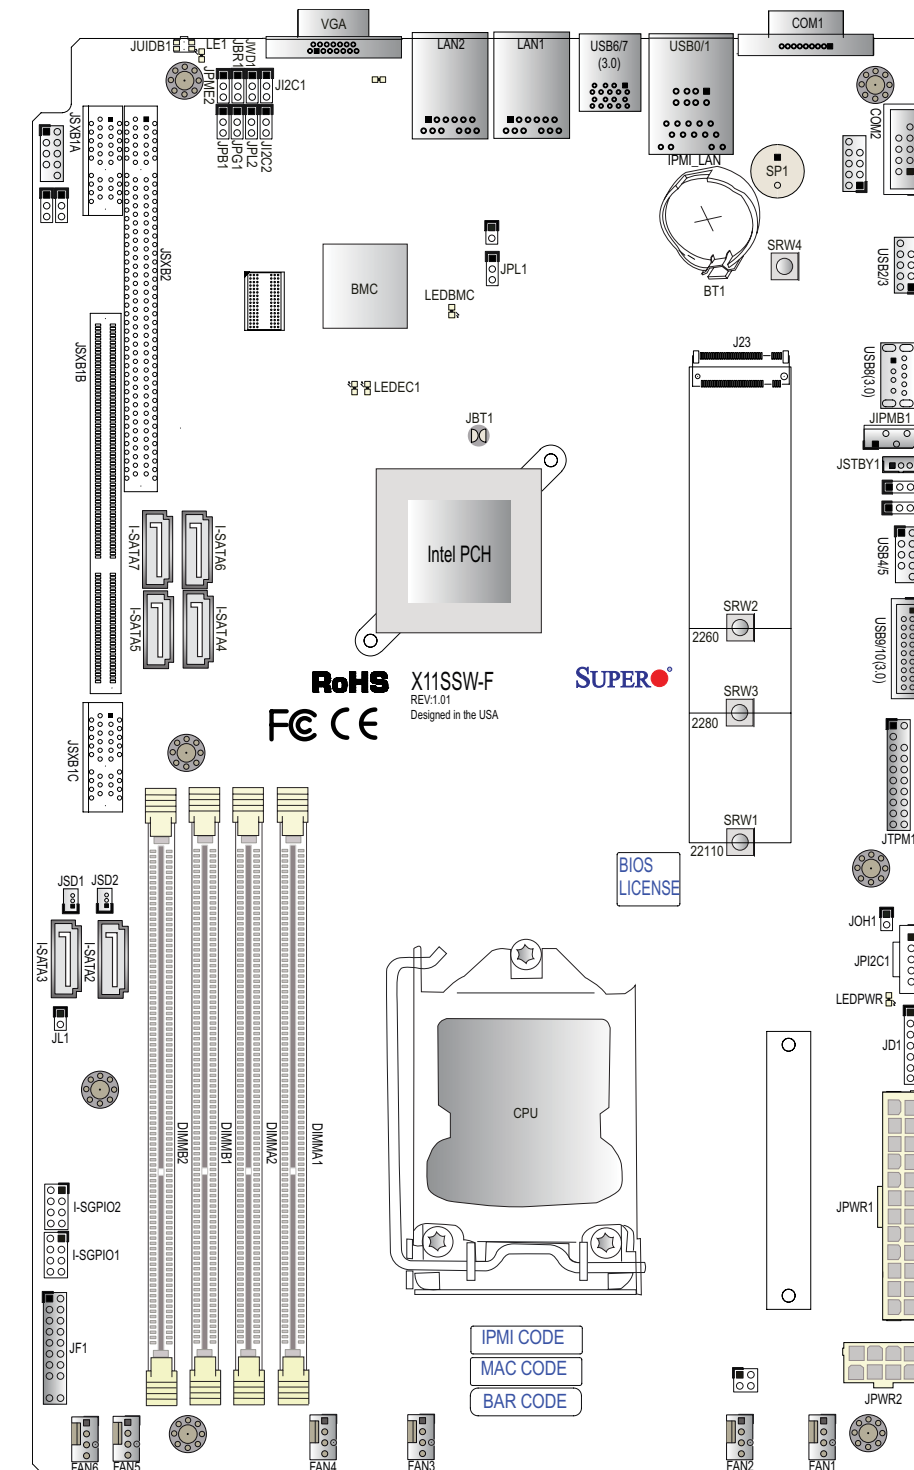 VGA
COM1
JUIDB1
LE1
JPME2
JBR1
JWD1
JI2C1
LAN2
LAN1
USB6/7
(3.0)
USB0/1
JSXB1A
JPB1
JPG1
JPL2
JI2C2
IPMI_LAN
SP1
COM2
JSXB2
JPL1
BMC
LEDBMC
BT1
SRW4
USB2/3
JSXB1B
J23
LEDEC1
USB8(3.0)
JBT1
JIPMB1
JSTBY1
I-SATA7
I-SATA6
Intel PCH
USB4/5
I-SATA5
I-SATA4
SRW2
2260
USB9/10(3.0)
RoHS
X11SSW-F
REV:1.01
Designed in the USA
SUPER
SRW3
2280
FC CE
JSXB1C
SRW1
22110
JTPM1
BIOS
LICENSE
JSD1
JSD2
JOH1
I-SATA3
I-SATA2
JPI2C1
LEDPWR
JL1
JD1
CPU
DIMMB2
DIMMB1
DIMMA2
DIMMA1
I-SGPIO2
JPWR1
I-SGPIO1
JF1
IPMI CODE
MAC CODE
BAR CODE
JPWR2
FAN6
FAN5
FAN4
FAN3
FAN2
FAN1